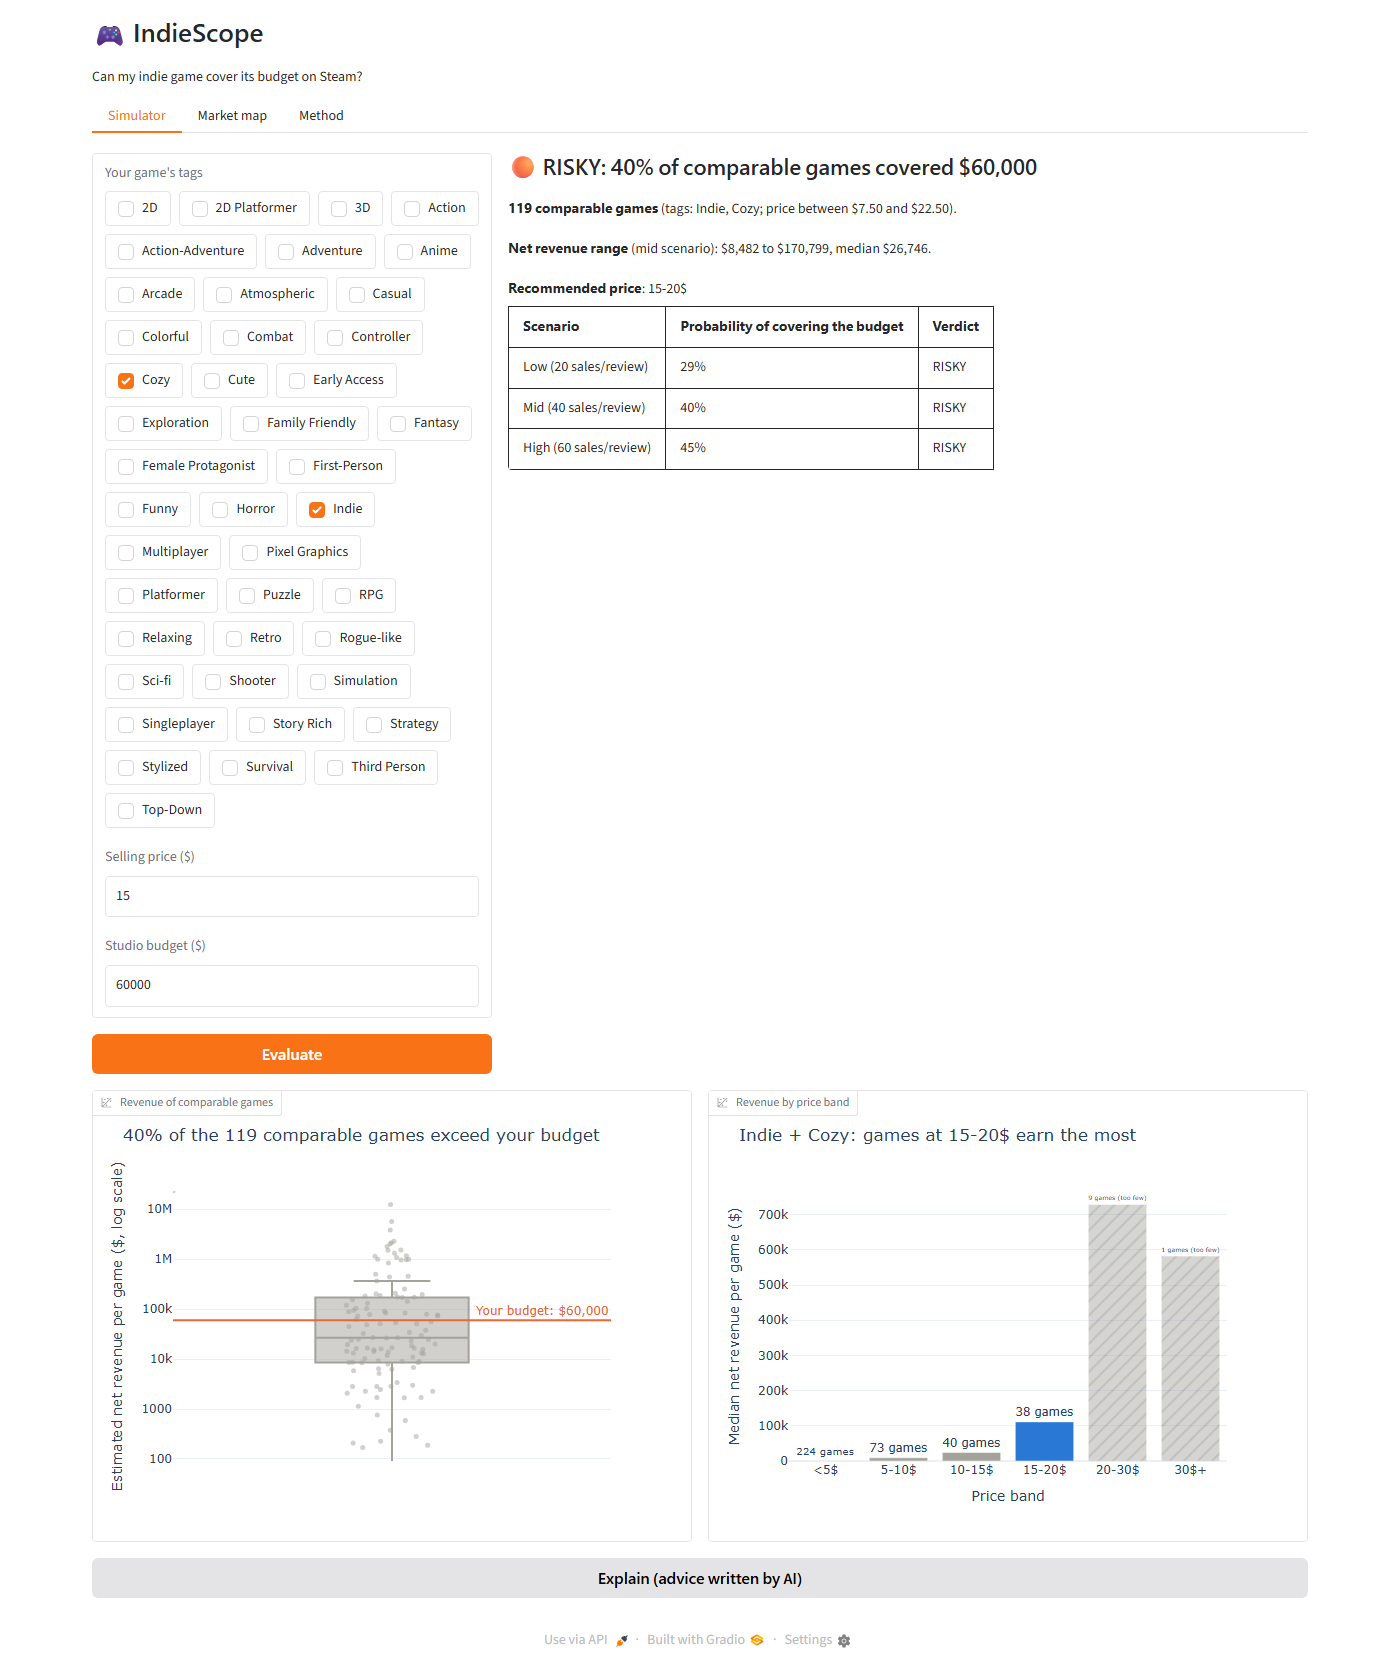 IndieScope
Can my indie game cover its budget on Steam?
Simulator Market map Method
Your game's tags
2D 2D Platformer 3D Action
Action-Adventure Adventure Anime
Arcade Atmospheric Casual
Colorful Combat Controller
Cozy Cute Early Access
Exploration Family Friendly Fantasy
Female Protagonist First-Person
Funny Horror Indie
Multiplayer Pixel Graphics
Platformer Puzzle RPG
Relaxing Retro Rogue-like
Sci-fi Shooter Simulation
Singleplayer Story Rich Strategy
Stylized Survival Third Person
Top-Down
Selling price ($)
15
Studio budget ($)
60000
Evaluate
RISKY: 40% of comparable games covered $60,000
119 comparable games (tags: Indie, Cozy; price between $7.50 and $22.50).
Net revenue range (mid scenario): $8,482 to $170,799, median $26,746.
Recommended price: 15-20$
Scenario Probability of covering the budget Verdict
Low (20 sales/review) 29% RISKY
Mid (40 sales/review) 40% RISKY
High (60 sales/review) 45% RISKY
Revenue of comparable games
40% of the 119 comparable games exceed your budget
Estimated net revenue per game ($, log scale)
10M
1M
100k
10k
1000
100
Your budget: $60,000
Revenue by price band
Indie + Cozy: games at 15-20$ earn the most
Median net revenue per game ($)
700k
600k
500k
400k
300k
200k
100k
0
224 games 73 games 40 games 38 games 9 games (too few) 1 games (too few)
<5$ 5-10$ 10-15$ 15-20$ 20-30$ 30$+
Price band
Explain (advice written by AI)
Use via API · Built with Gradio · Settings